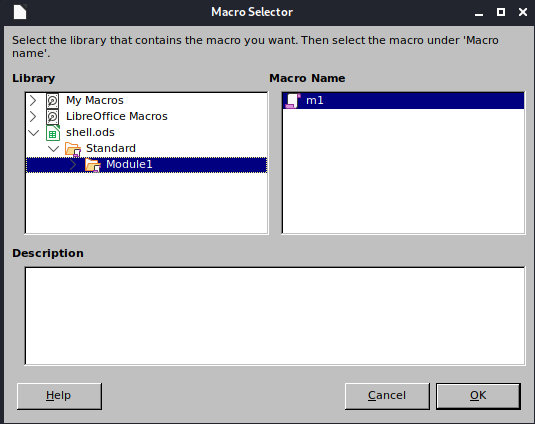 Macro Selector
Select the library that contains the macro you want. Then select the macro under 'Macro
name'.
Library
Macro Name
My Macros
LibreOffice Macros
shell.ods
Standard
Module1
m1
Description
Help
Cancel
OK